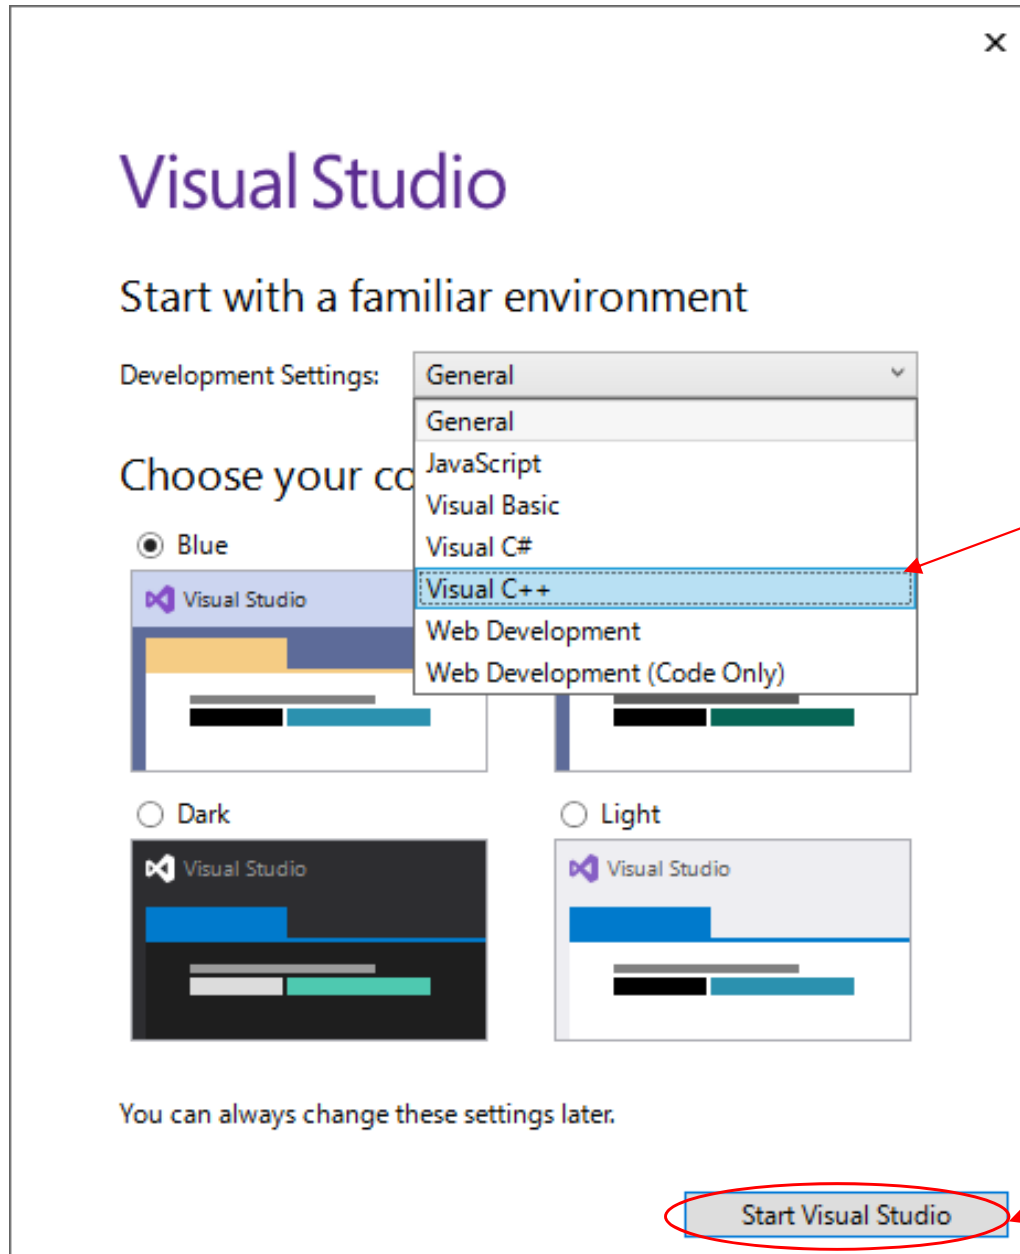 Visual Studio
Start with a familiar environment
Development Settings: General
General
JavaScript
Choose your co
Visual Basic
Blue
Visual C#
Visual Studio
Visual C++
Web Development
Web Development (Code Only)
Dark
Light
Visual Studio
Visual Studio
You can always change these settings later.
Start Visual Studio